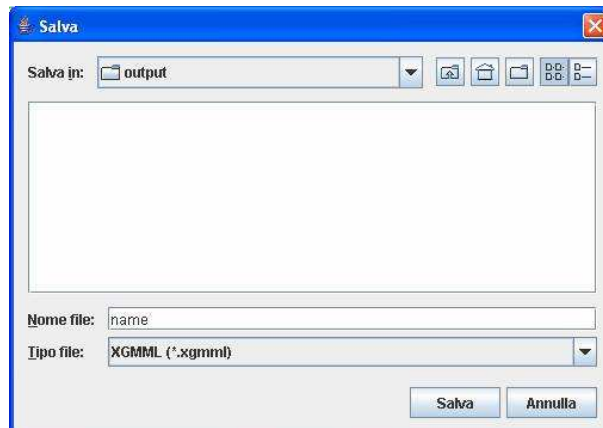 Salva
Salva in: output
Nome file: name
Tipo file: XGMML (*.xgmml)
Salva Annulla